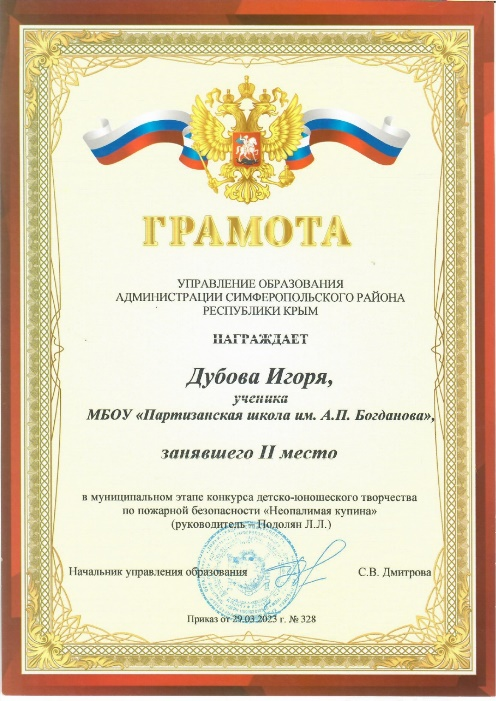 ГРАМОТА
УПРАВЛЕНИЕ ОБРАЗОВАНИЯ
АДМИНИСТРАЦИИ СИМФЕРОПОЛЬСКОГО РАЙОНА
РЕСПУБЛИКИ КРЫМ
НАГРАЖДАЕТ
Дубова Игоря,
ученика
МБОУ «Партизанская школа им. А.П. Богданова»,
занявшего II место
в муниципальном этапе конкурса детско-юношеского творчества
по пожарной безопасности «Неопалимая купина»
(руководитель – Подолян Л.Л.)
Начальник управления образования С.В. Дмитрова
Приказ от 29.03.2023 г. № 328